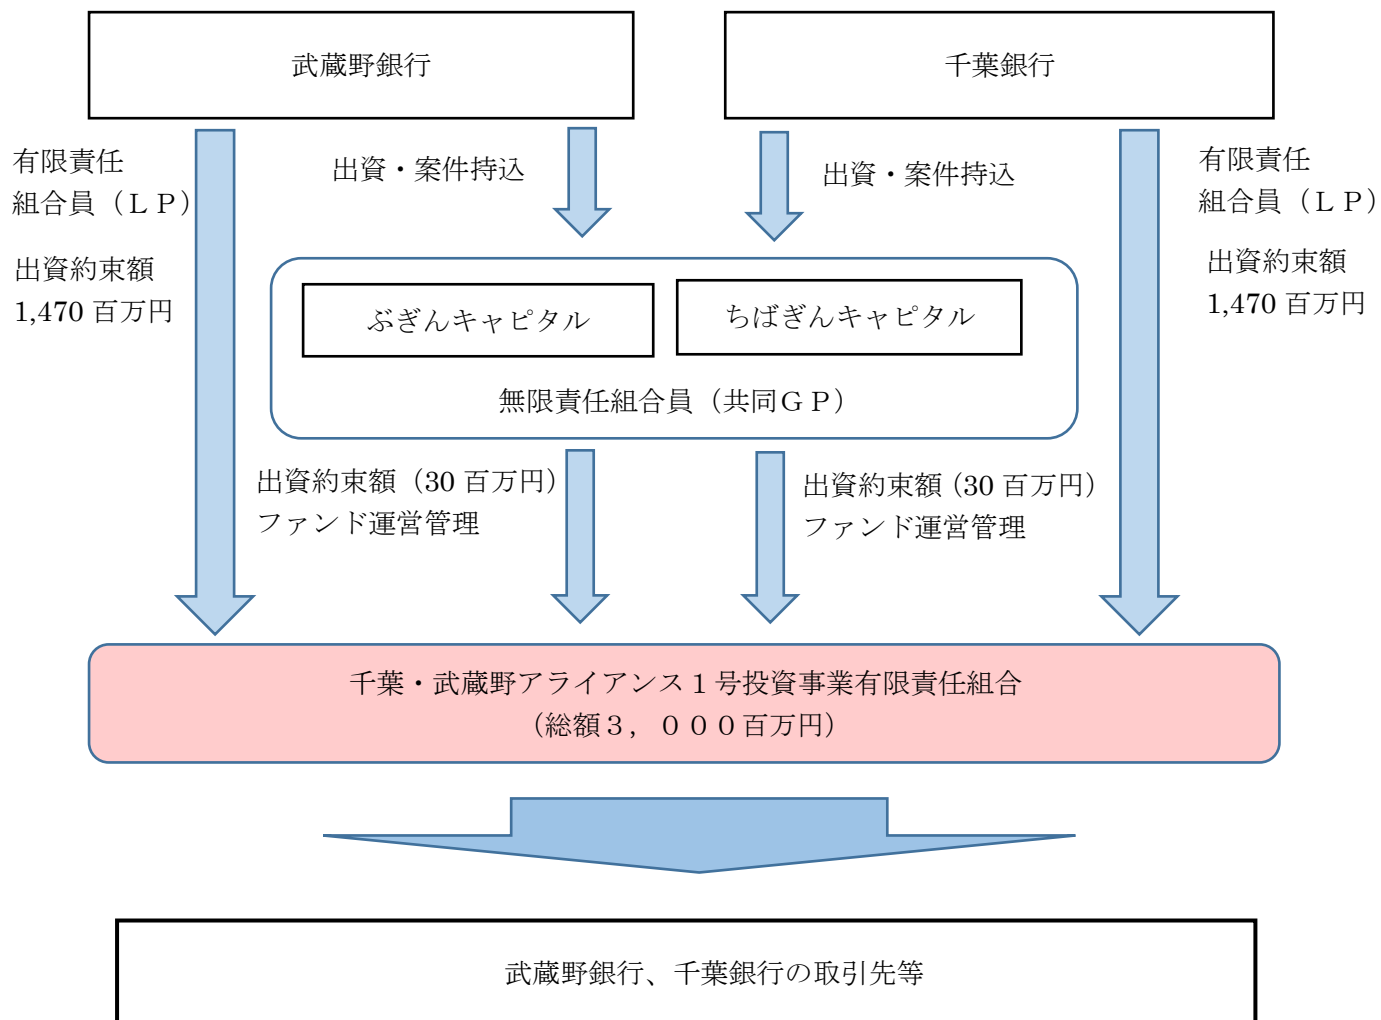 武蔵野銀行
千葉銀行
有限責任
組合員（ＬＰ）
出資約束額
1,470 百万円
出資・案件持込
出資・案件持込
有限責任
組合員（ＬＰ）
出資約束額
1,470 百万円
ぶぎんキャピタル
ちばぎんキャピタル
無限責任組合員（共同ＧＰ）
出資約束額（30 百万円）
ファンド運営管理
出資約束額（30 百万円）
ファンド運営管理
千葉・武蔵野アライアンス１号投資事業有限責任組合
（総額３，０００百万円）
武蔵野銀行、千葉銀行の取引先等